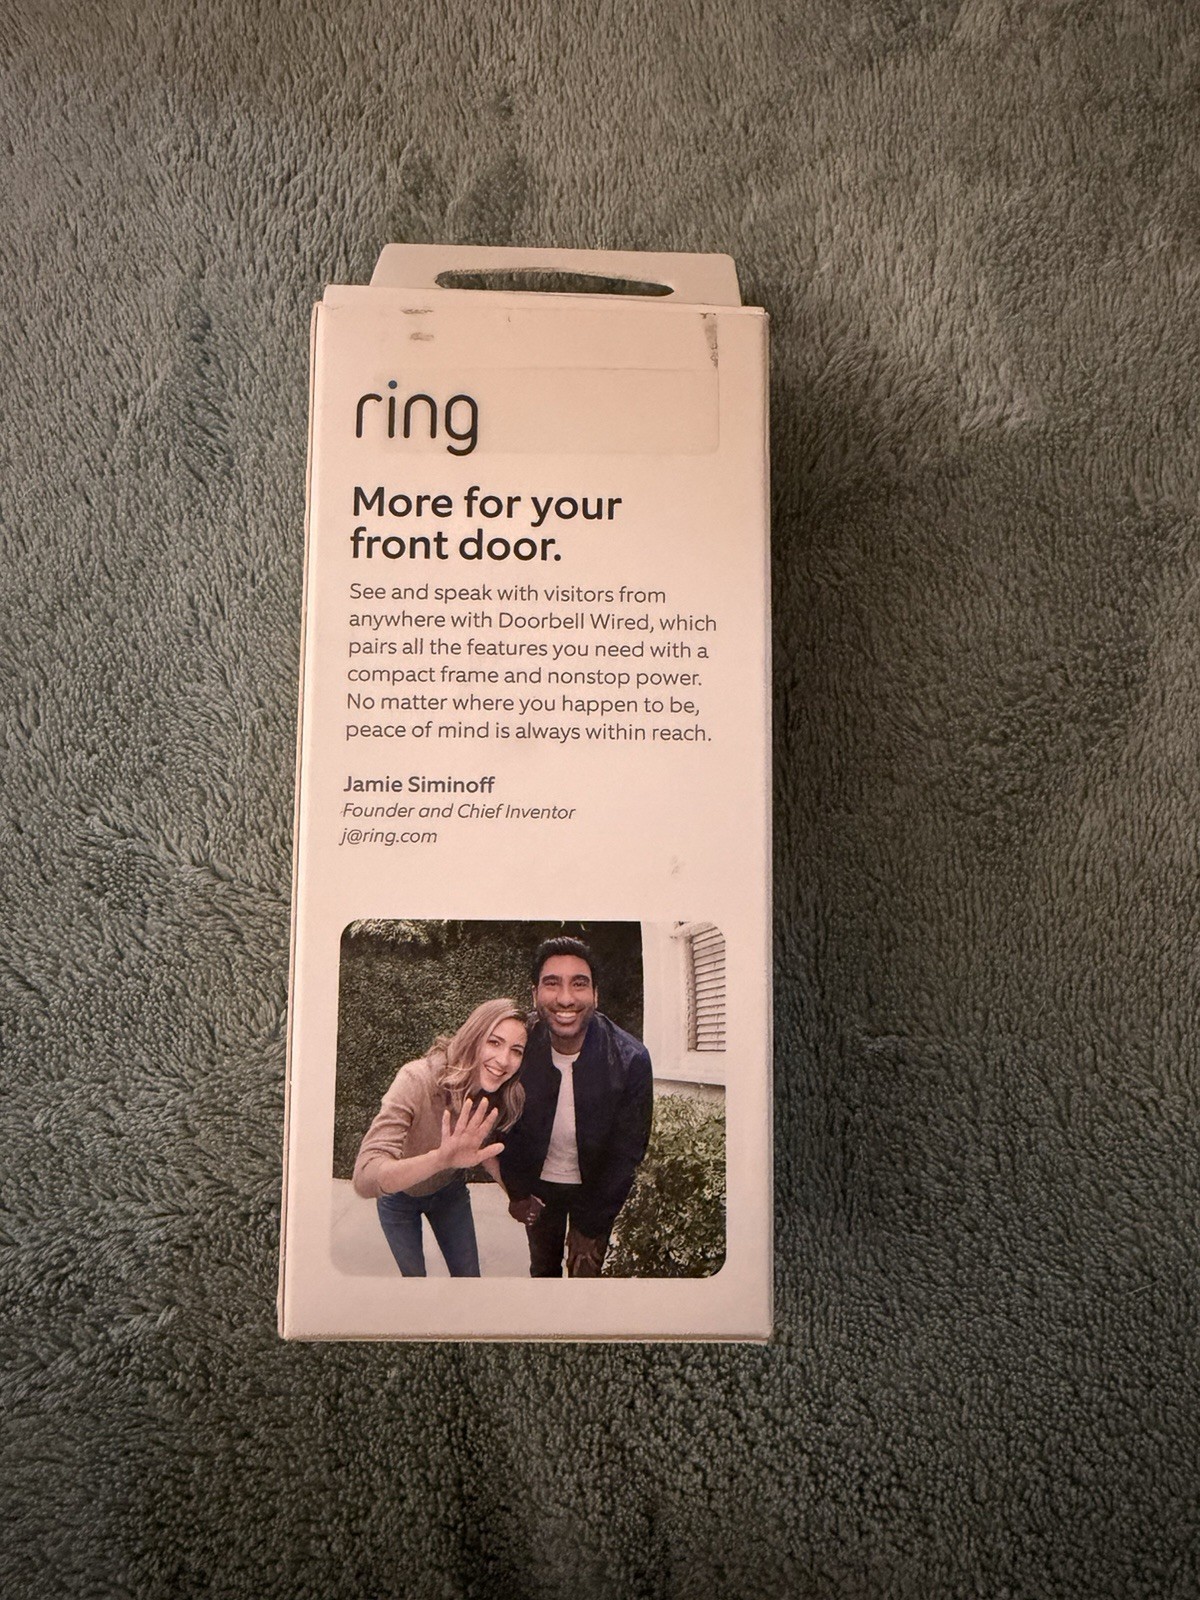 ring
More for your
front door.
See and speak with visitors from
anywhere with Doorbell Wired, which
pairs all the features you need with a
compact frame and nonstop power.
No matter where you happen to be,
peace of mind is always within reach.
Jamie Siminoff
Founder and Chief Inventor
j@ring.com